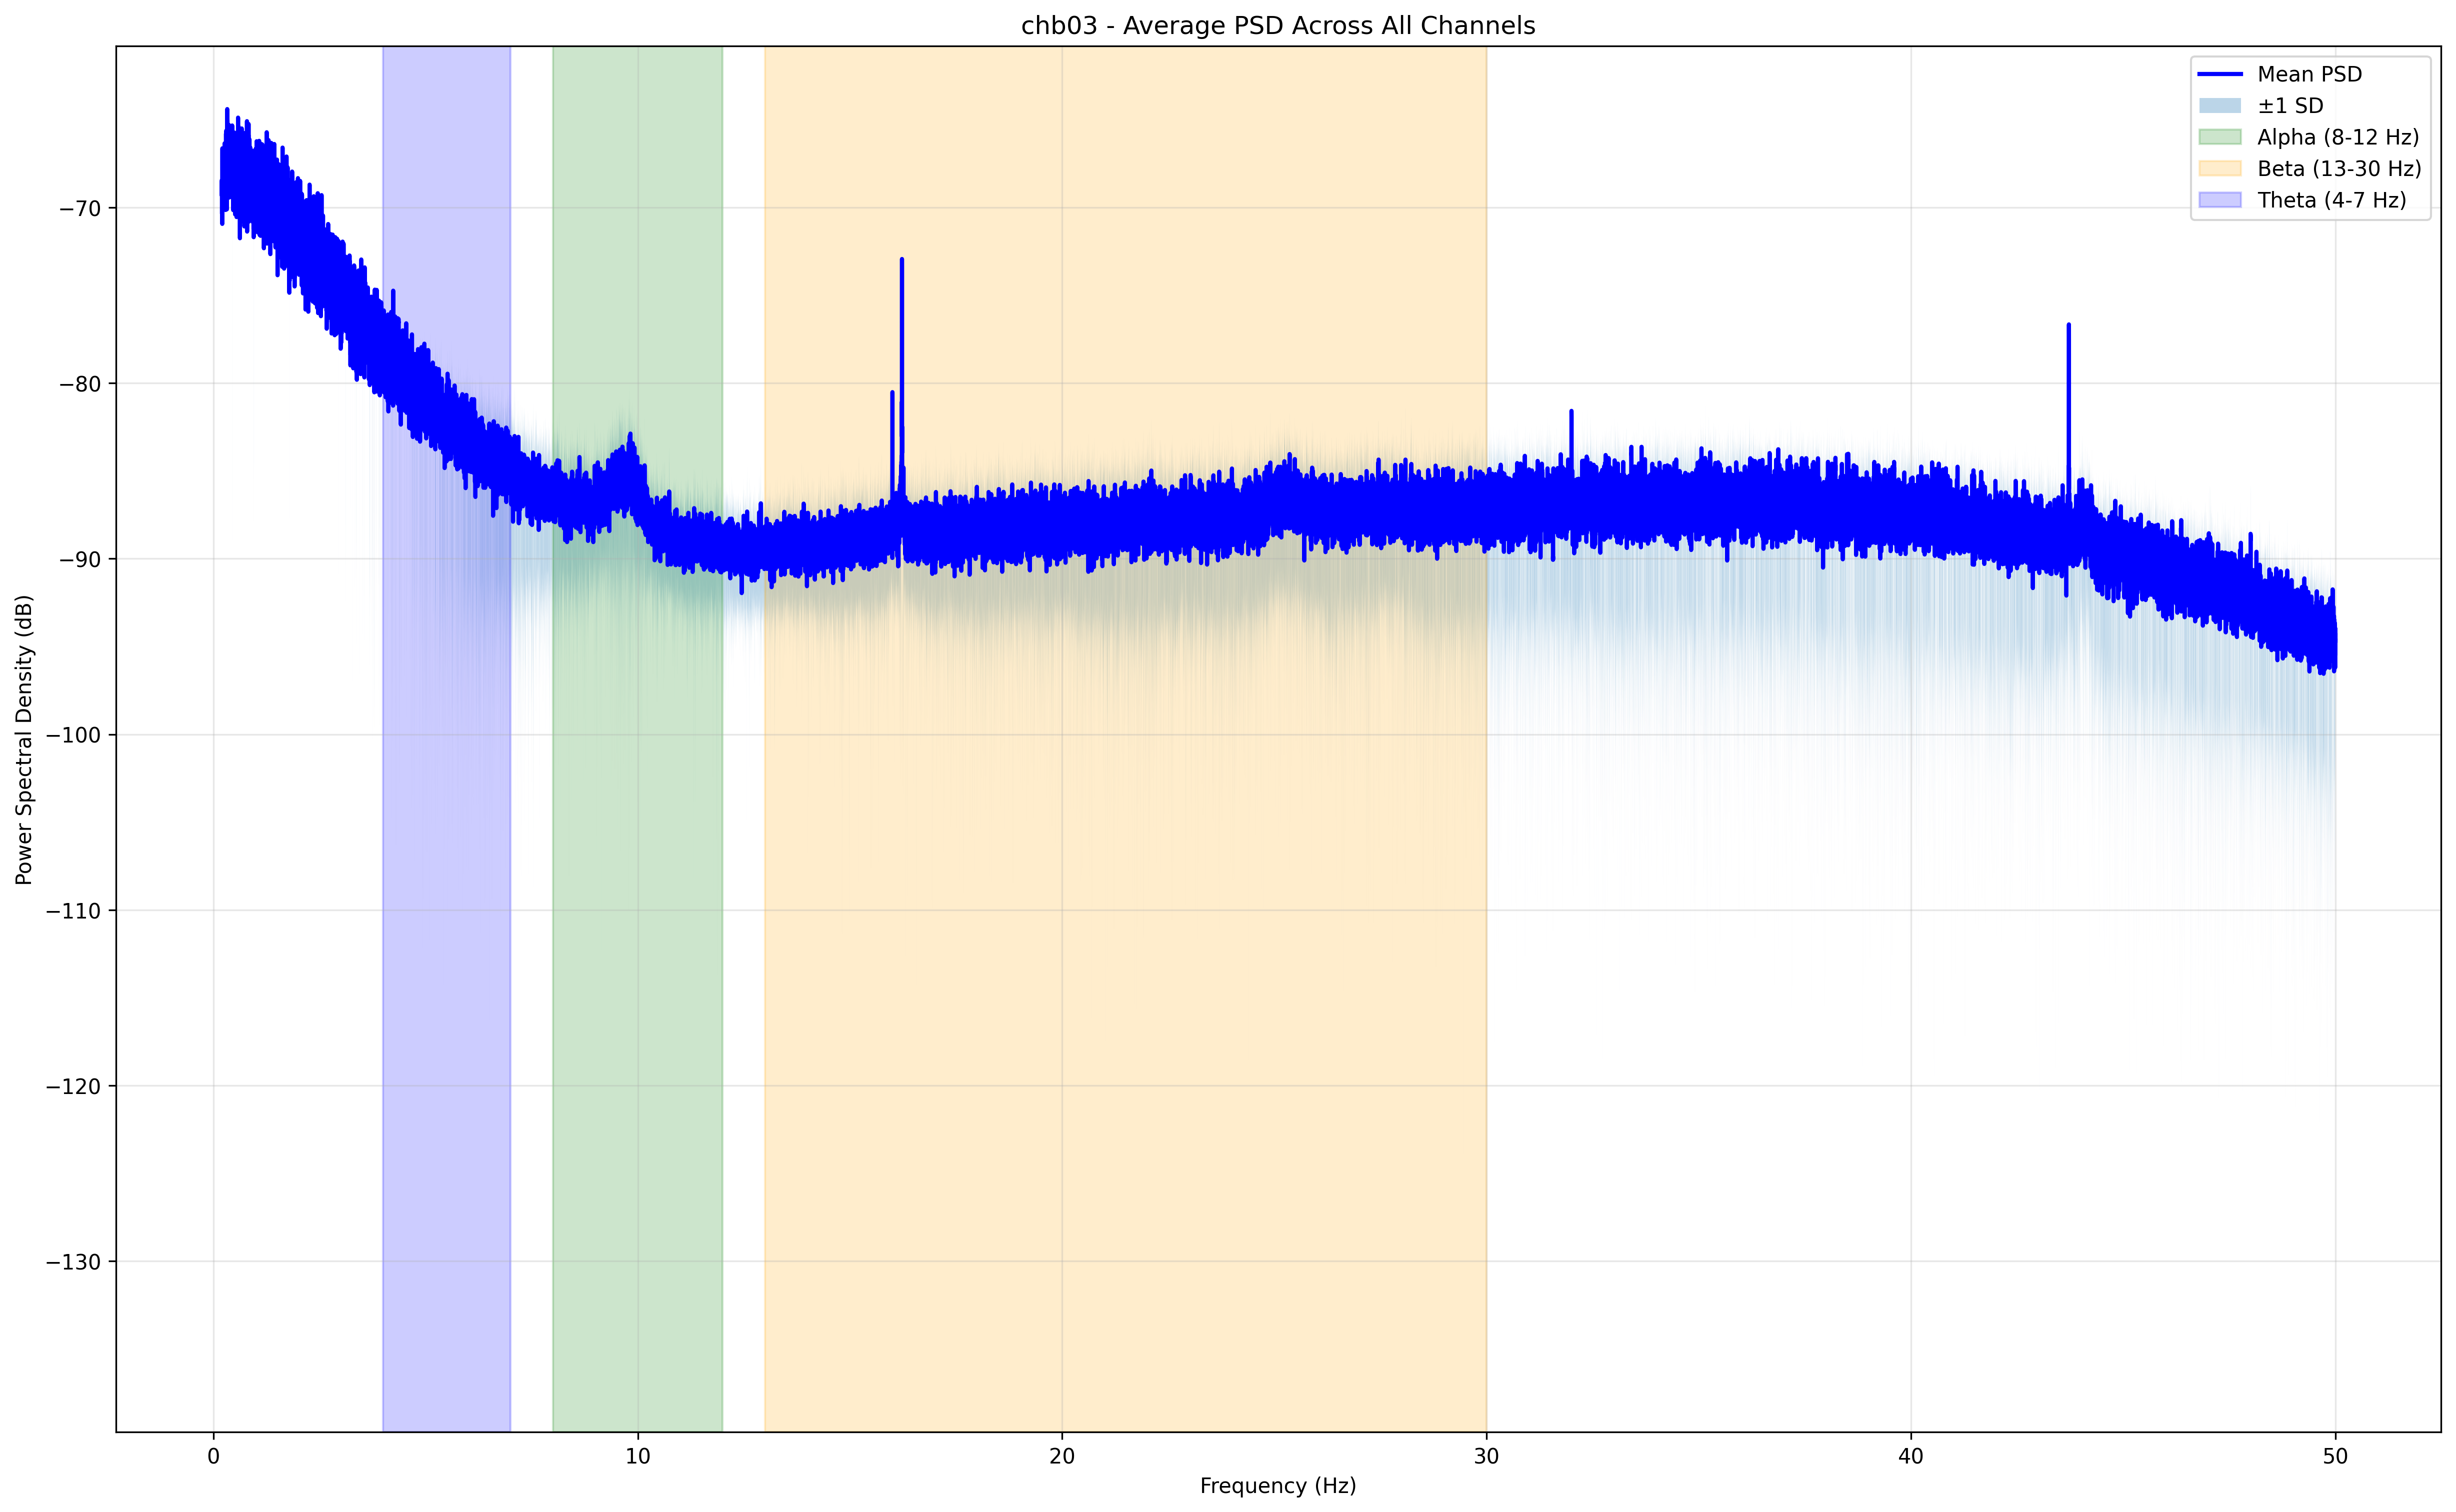 chb03 - Average PSD Across All Channels
Mean PSD
±1 SD
Alpha (8-12 Hz)
Beta (13-30 Hz)
Theta (4-7 Hz)
Power Spectral Density (dB)
−70
−80
−90
−100
−110
−120
−130
0
10
20
30
40
50
Frequency (Hz)